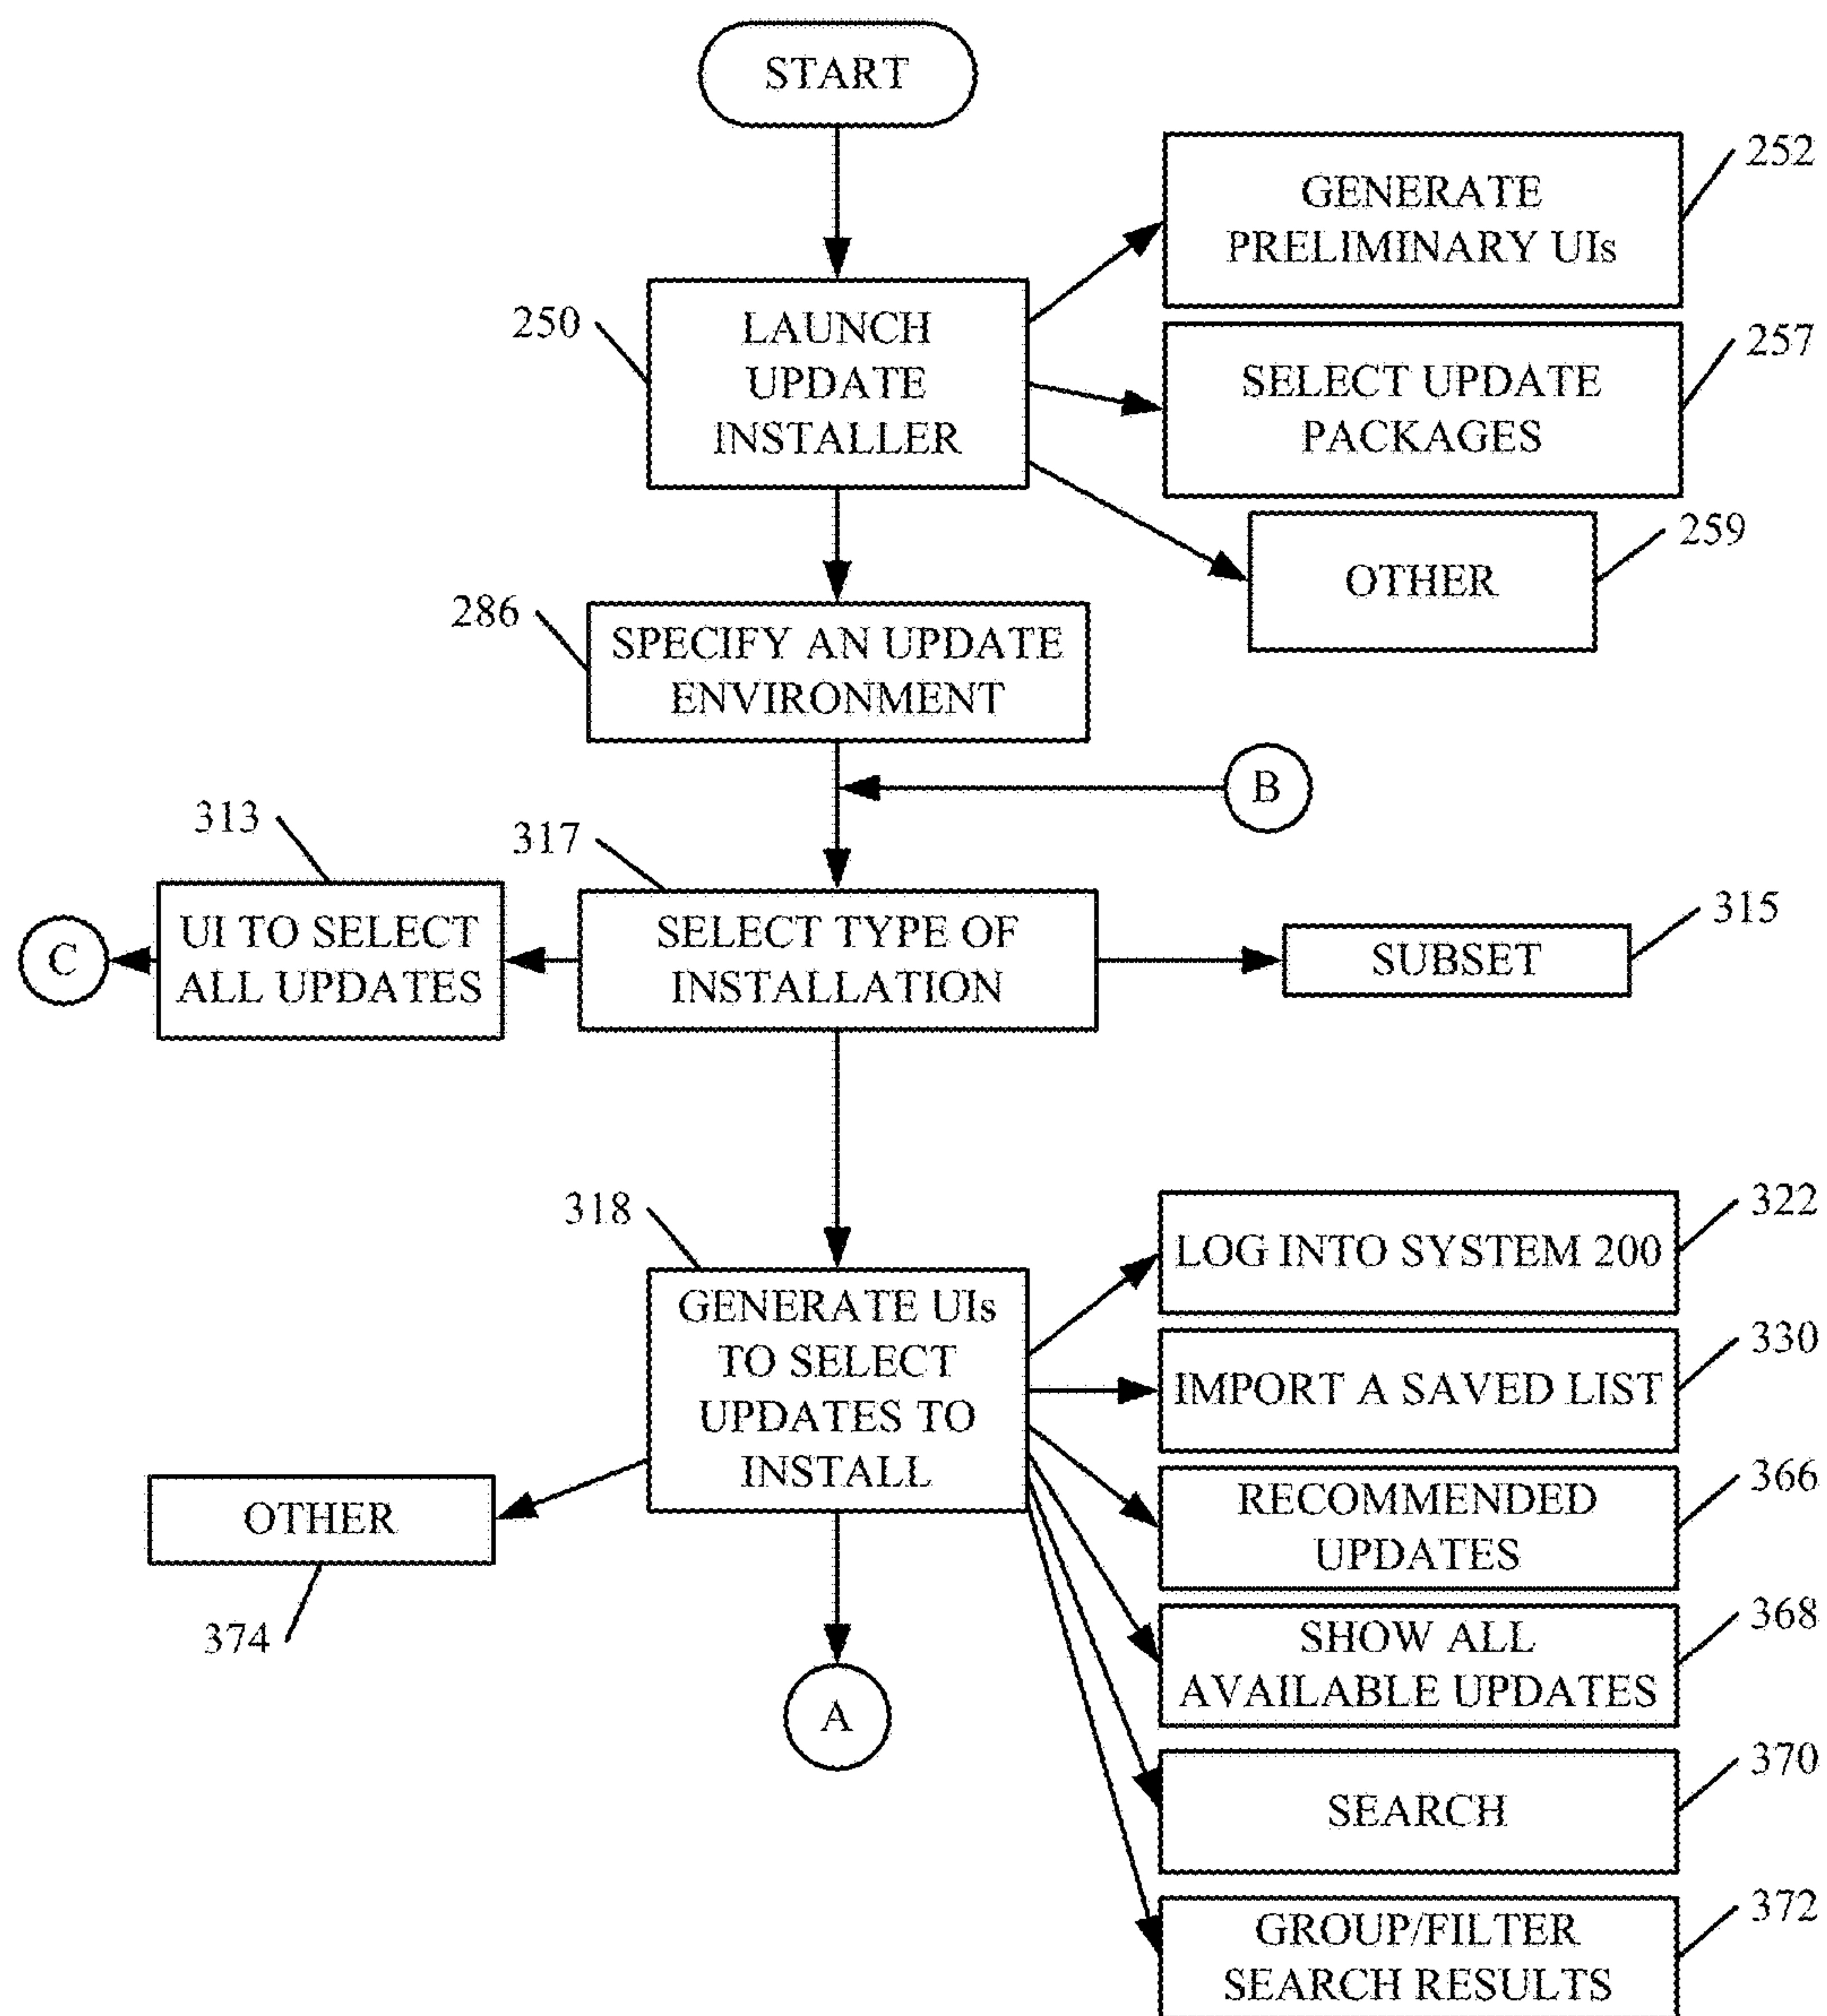 START
252
GENERATE
PRELIMINARY UIs
250
LAUNCH
UPDATE
INSTALLER
257
SELECT UPDATE
PACKAGES
259
OTHER
286
SPECIFY AN UPDATE
ENVIRONMENT
B
313
317
315
C
UI TO SELECT
ALL UPDATES
SELECT TYPE OF
INSTALLATION
SUBSET
318
GENERATE UIs
TO SELECT
UPDATES TO
INSTALL
322
LOG INTO SYSTEM 200
330
IMPORT A SAVED LIST
366
RECOMMENDED
UPDATES
OTHER
374
368
SHOW ALL
AVAILABLE UPDATES
A
370
SEARCH
372
GROUP/FILTER
SEARCH RESULTS